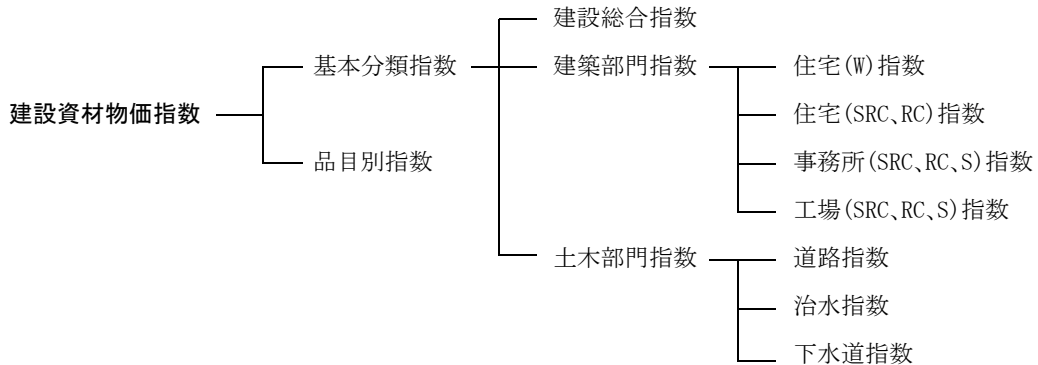 建設総合指数
基本分類指数 建築部門指数 住宅(W)指数
建設資材物価指数 住宅(SRC、RC)指数
品目別指数 事務所(SRC、RC、S)指数
工場(SRC、RC、S)指数
土木部門指数 道路指数
治水指数
下水道指数